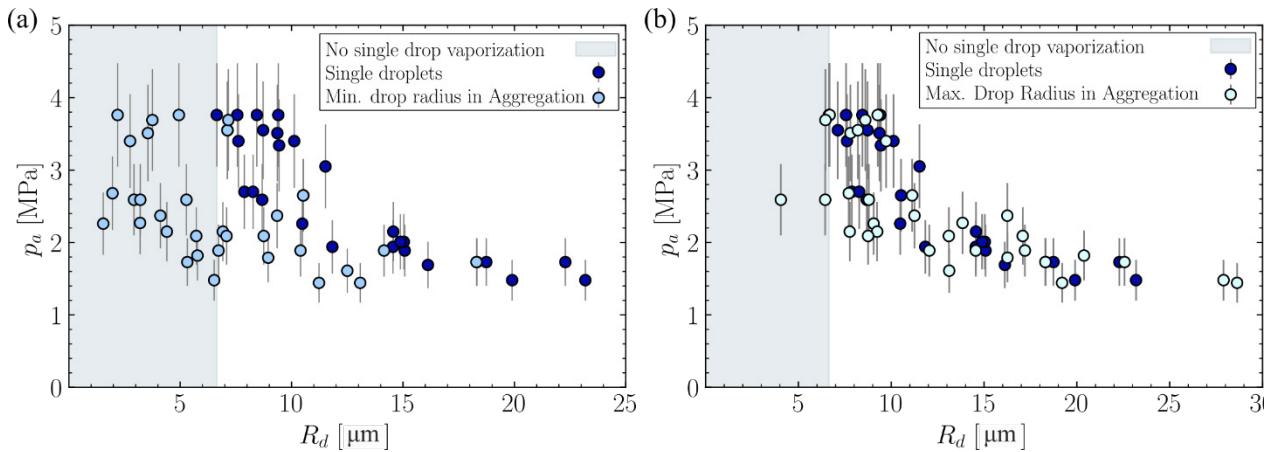 (a)
5
4
3
2
1
0
p_a [MPa]
5
10
15
20
25
R_d [μm]
No single drop vaporization
Single droplets
Min. drop radius in Aggregation
(b)
5
4
3
2
1
0
p_a [MPa]
5
10
15
20
25
30
R_d [μm]
No single drop vaporization
Single droplets
Max. Drop Radius in Aggregation